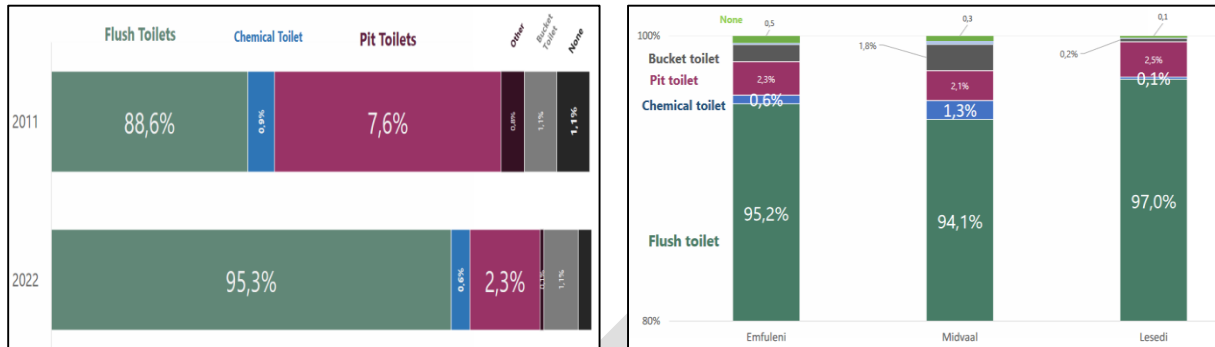 Flush Toilets
Chemical Toilet
Pit Toilets
Other
Bucket
Toilet
None
2011
88,6%
0,9%
7,6%
0,8%
1,1%
1,1%
2022
95,3%
0,6%
2,3%
0,1%
1,1%
None
0,5
0,3
0,1
100%
Bucket toilet
1,8%
0,2%
Pit toilet
2,3%
2,1%
2,5%
Chemical toilet
0,6%
1,3%
0,1%
95,2%
94,1%
97,0%
Flush toilet
80%
Emfuleni
Midvaal
Lesedi